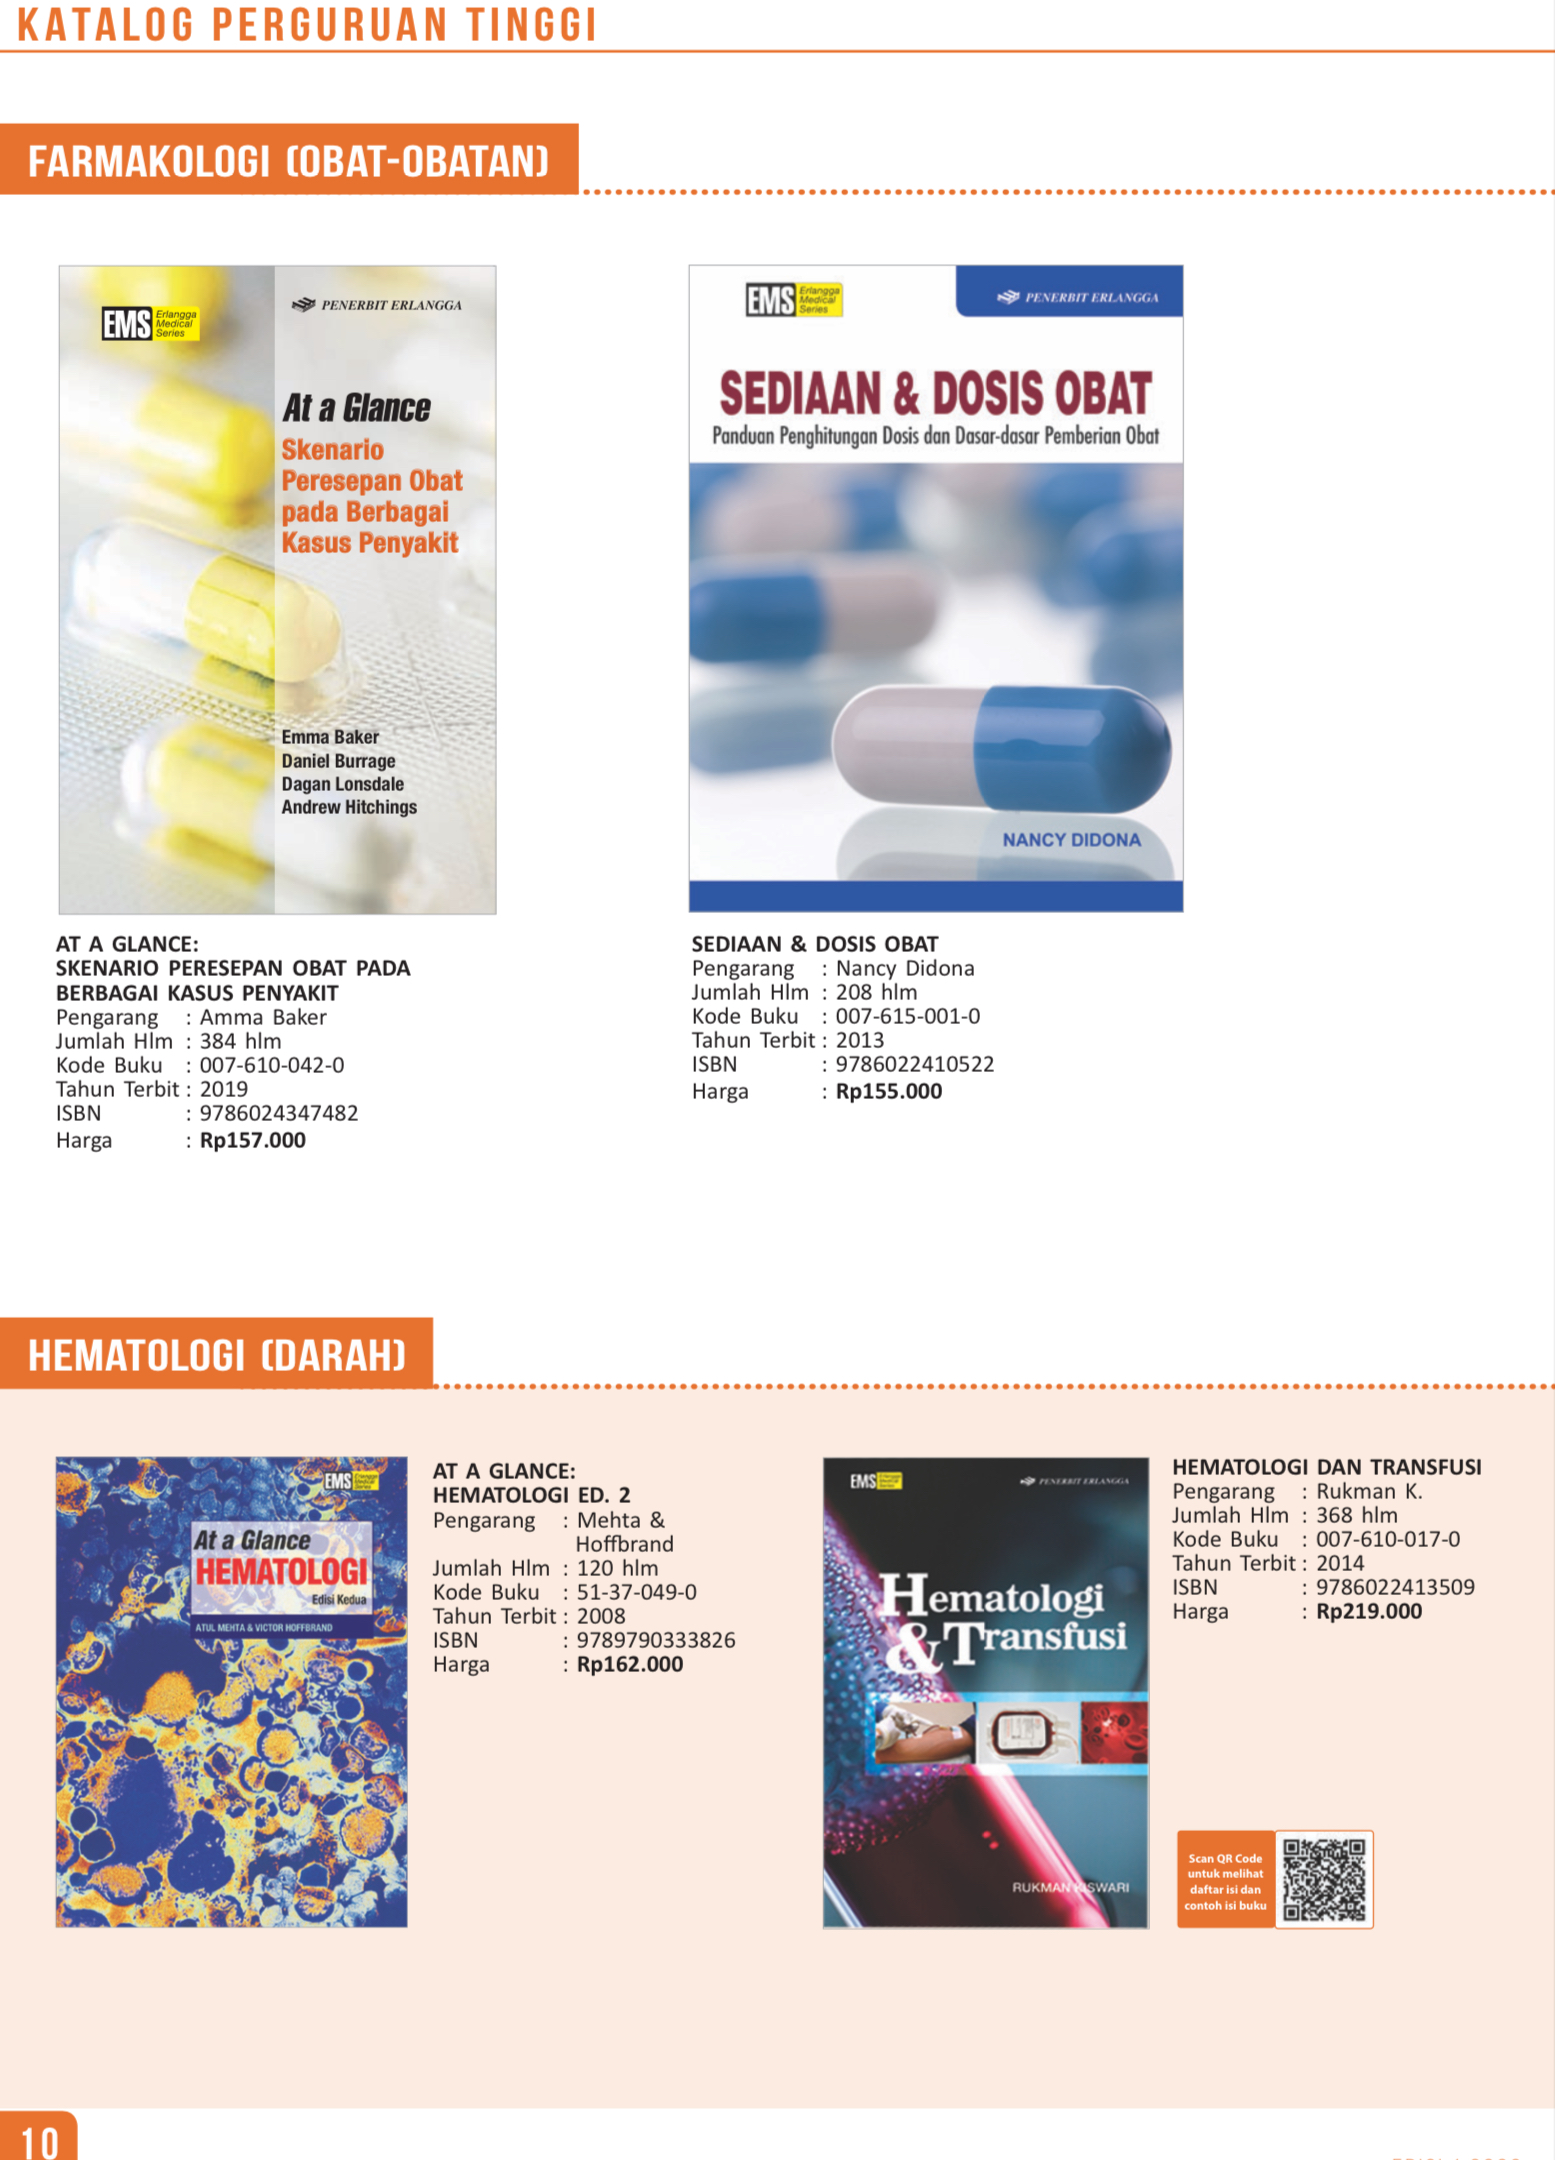 KATALOG PERGURUAN TINGGI
FARMAKOLOGI (OBAT-OBATAN)
EMS Erlangga Medical Series
PENERBIT ERLANGGA
At a Glance
Skenario
Peresepan Obat
pada Berbagai
Kasus Penyakit
Emma Baker
Daniel Burrage
Dagan Lonsdale
Andrew Hitchings
AT A GLANCE:
SKENARIO PERESEPAN OBAT PADA
BERBAGAI KASUS PENYAKIT
Pengarang : Amma Baker
Jumlah Hlm : 384 hlm
Kode Buku : 007-610-042-0
Tahun Terbit : 2019
ISBN : 9786024347482
Harga : Rp157.000
EMS Erlangga Medical Series
PENERBIT ERLANGGA
SEDIAAN & DOSIS OBAT
Panduan Penghitungan Dosis dan Dasar-dasar Pemberian Obat
NANCY DIDONA
SEDIAAN & DOSIS OBAT
Pengarang : Nancy Didona
Jumlah Hlm : 208 hlm
Kode Buku : 007-615-001-0
Tahun Terbit : 2013
ISBN : 9786022410522
Harga : Rp155.000
HEMATOLOGI (DARAH)
EMS Erlangga Medical Series
At a Glance
HEMATOLOGI
Edisi Kedua
ATUL MEHTA & VICTOR HOFFBRAND
AT A GLANCE:
HEMATOLOGI ED. 2
Pengarang : Mehta &
Hoffbrand
Jumlah Hlm : 120 hlm
Kode Buku : 51-37-049-0
Tahun Terbit : 2008
ISBN : 9789790333826
Harga : Rp162.000
EMS Erlangga Medical Series
PENERBIT ERLANGGA
Hematologi
&Transfusi
RUKMAN KISWARI
HEMATOLOGI DAN TRANSFUSI
Pengarang : Rukman K.
Jumlah Hlm : 368 hlm
Kode Buku : 007-610-017-0
Tahun Terbit : 2014
ISBN : 9786022413509
Harga : Rp219.000
Scan QR Code
untuk melihat
daftar isi dan
contoh isi buku
10